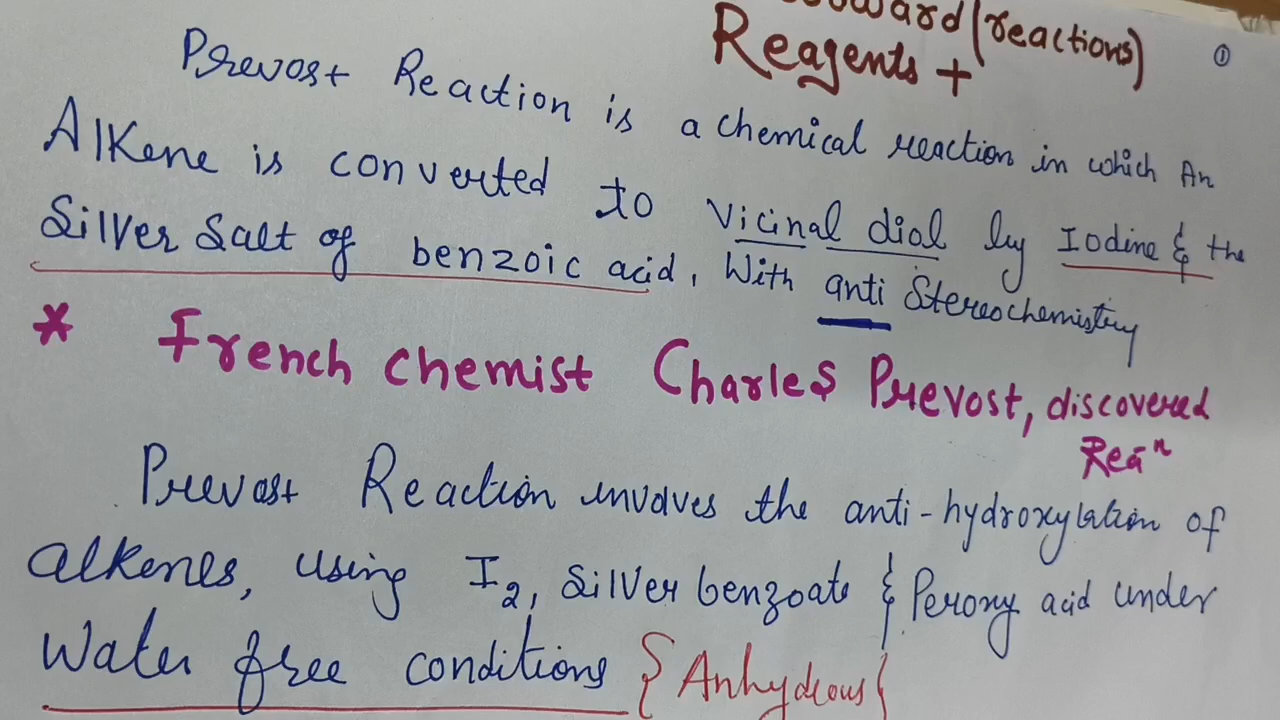 (reactions)
Reagents +
①
Prevost Reaction is a chemical reaction in which An
Alkene is converted to Vicinal dial by Iodine & the
Silver Salt of benzoic acid, With anti Stereochemistry
* French chemist Charles Prevost, discovered
Reaⁿ
Prevost Reaction involves the anti-hydroxylation of
alkenes, using I₂, Silver benzoate & Peroxy acid under
Water free conditions {Anhydrous{